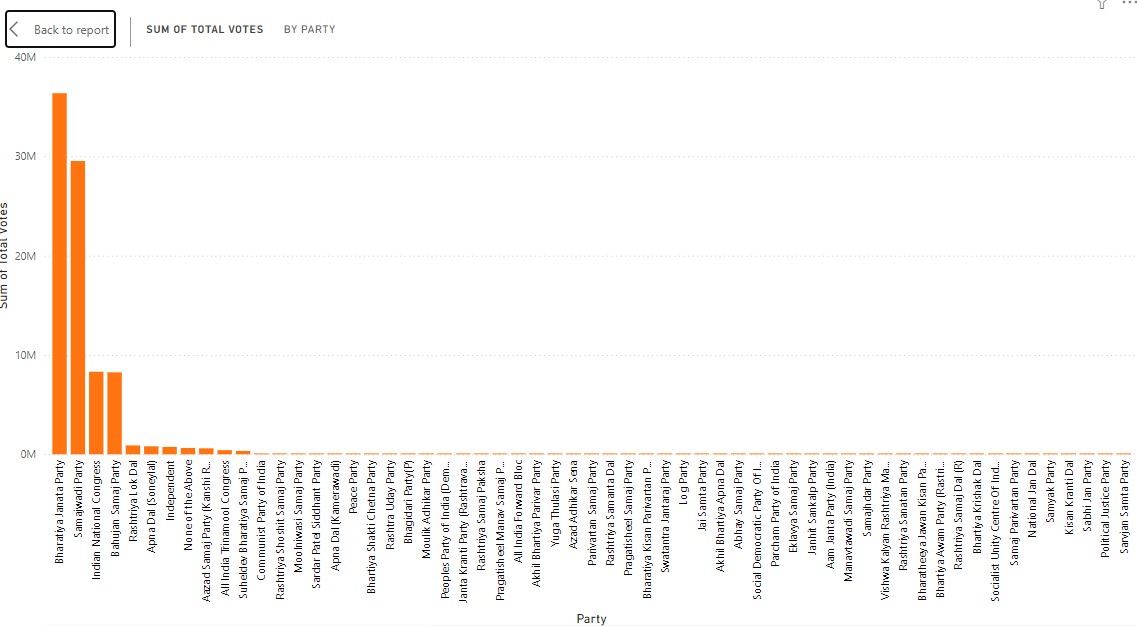 Back to report
SUM OF TOTAL VOTES BY PARTY
40M
30M
20M
10M
0M
Sum of Total Votes
Bharatiya Janata Party
Samajwadi Party
Indian National Congress
Bahujan Samaj Party
Rashtriya Lok Dal
Apna Dal (Soneylal)
Independent
None of the Above
Aazad Samaj Party (Kanshi R...
All India Trinamool Congress
Suheldev Bharatiya Samaj P...
Communist Party of India
Rashtriya Shoshit Samaj Party
Moolniwasi Samaj Party
Sardar Patel Siddhant Party
Apna Dal (Kamerawadi)
Peace Party
Bhartiya Shakti Chetna Party
Rashtra Uday Party
Bhagidari Party(P)
Moulik Adhikar Party
Peoples Party of India (Dem...
Janta Kranti Party (Rashtrava...
Rashtriya Samaj Paksha
Pragatisheel Manav Samaj P...
All India Forward Bloc
Akhil Bhartiya Parivar Party
Yuga Thulasi Party
Azad Adhikar Sena
Parivartan Samaj Party
Rashtriya Samanta Dal
Pragatisheel Samaj Party
Bharatiya Kisan Parivartan P...
Swatantra Jantaraj Party
Log Party
Jai Samta Party
Akhil Bhartiya Apna Dal
Abhay Samaj Party
Social Democratic Party Of I...
Parcham Party of India
Eklavya Samaj Party
Janhit Sankalp Party
Aam Janta Party (India)
Manavtawadi Samaj Party
Samajhdar Party
Vishwa Kalyan Rashtriya Ma...
Rashtriya Sanatan Party
Bharatheeya Jawan Kisan Pa...
Bhartiya Awam Party (Rastri...
Rashtriya Samaj Dal (R)
Bhartiya Krishak Dal
Socialist Unity Centre Of Ind...
Samaj Parivartan Party
National Jan Dal
Samyak Party
Kisan Kranti Dal
Sabhi Jan Party
Political Justice Party
Sarvjan Samta Party
Party